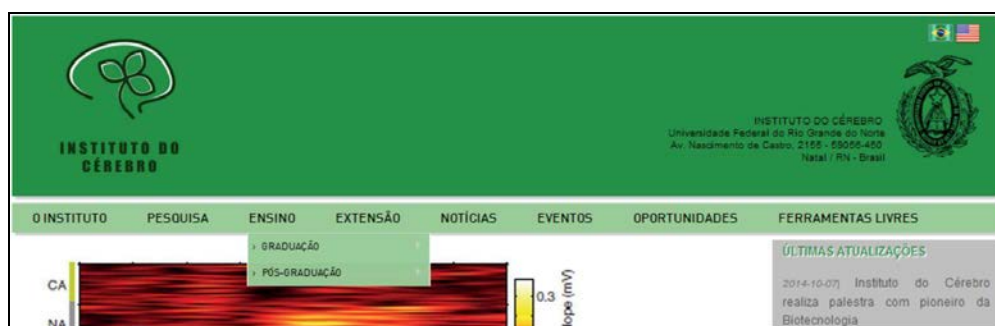 INSTITUTO DO
CÉREBRO
INSTITUTO DO CÉREBRO
Universidade Federal do Rio Grande do Norte
Av. Nascimento de Castro, 2155 - 59056-450
Natal / RN - Brasil
O INSTITUTO PESQUISA ENSINO EXTENSÃO NOTÍCIAS EVENTOS OPORTUNIDADES FERRAMENTAS LIVRES
› GRADUAÇÃO
› PÓS-GRADUAÇÃO
CA
NA
0.3
lope (mV)
ÚLTIMAS ATUALIZAÇÕES
2014-10-07| Instituto do Cérebro
realiza palestra com pioneiro da
Biotecnologia